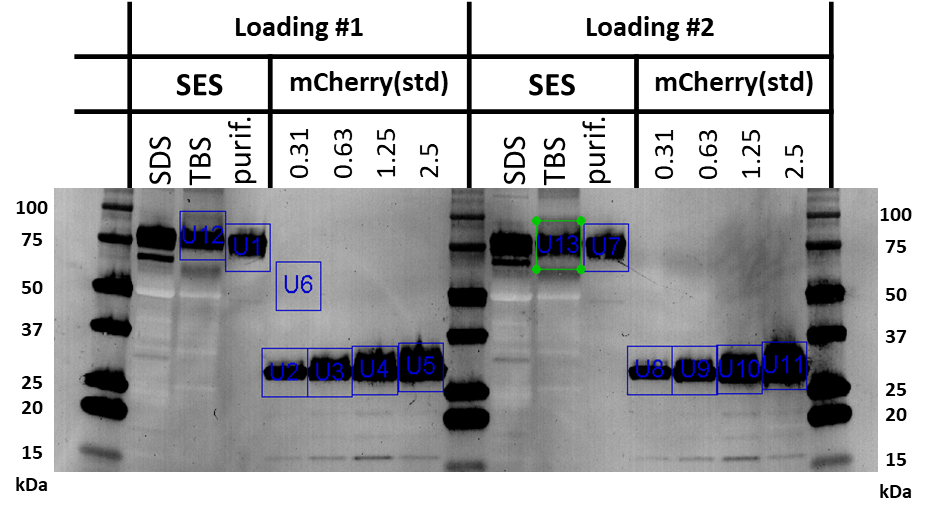 Loading #1 Loading #2
SES mCherry(std) SES mCherry(std)
SDS TBS purif. 0.31 0.63 1.25 2.5 SDS TBS purif. 0.31 0.63 1.25 2.5
100 100
75 U12 U1 U13 U7 75
50 U6 50
37 37
U2 U3 U4 U5 U8 U9 U10 U11
25 25
20 20
15 15
kDa kDa